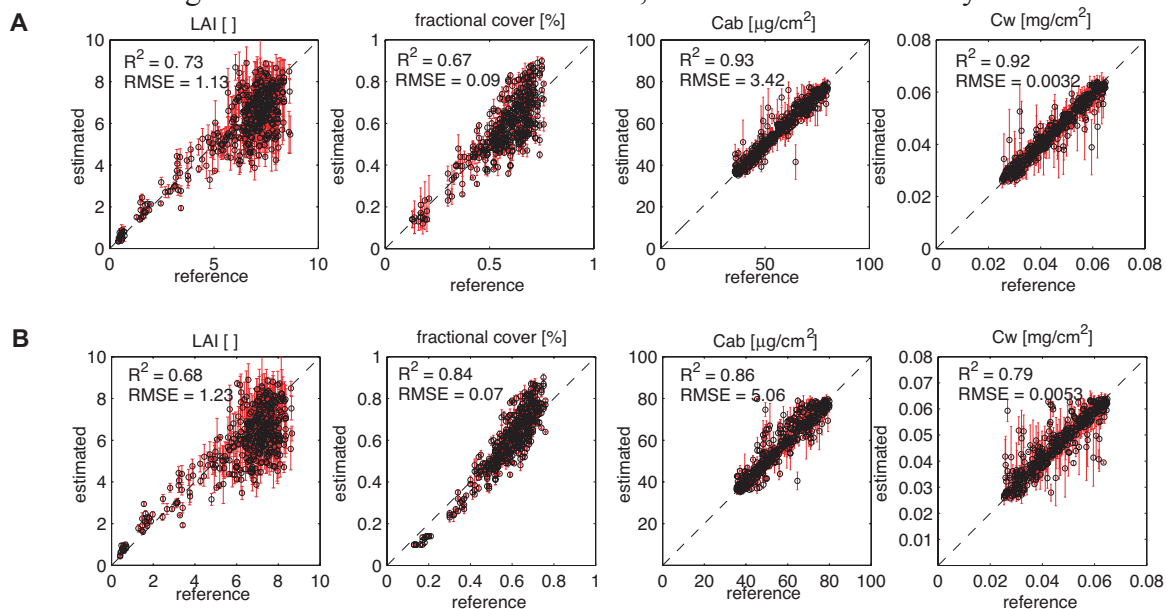 A
LAI [ ]
R² = 0. 73
RMSE = 1.13
estimated
10
8
6
4
2
0
0 5 10
reference
fractional cover [%]
R² = 0.67
RMSE = 0.09
estimated
1
0.8
0.6
0.4
0.2
0
0 0.5 1
reference
Cab [μg/cm²]
R² = 0.93
RMSE = 3.42
estimated
100
80
60
40
20
0
50 100
reference
Cw [mg/cm²]
R² = 0.92
RMSE = 0.0032
estimated
0.08
0.06
0.04
0.02
0
0 0.02 0.04 0.06 0.08
reference
B
LAI [ ]
R² = 0.68
RMSE = 1.23
estimated
10
8
6
4
2
0
0 2 4 6 8 10
reference
fractional cover [%]
R² = 0.84
RMSE = 0.07
estimated
1
0.8
0.6
0.4
0.2
0
0 0.2 0.4 0.6 0.8 1
reference
Cab [μg/cm²]
R² = 0.86
RMSE = 5.06
estimated
100
80
60
40
20
0 20 40 60 80 100
reference
Cw [mg/cm²]
R² = 0.79
RMSE = 0.0053
estimated
0.08
0.07
0.06
0.05
0.04
0.03
0.02
0.01
0 0.02 0.04 0.06 0.08
reference